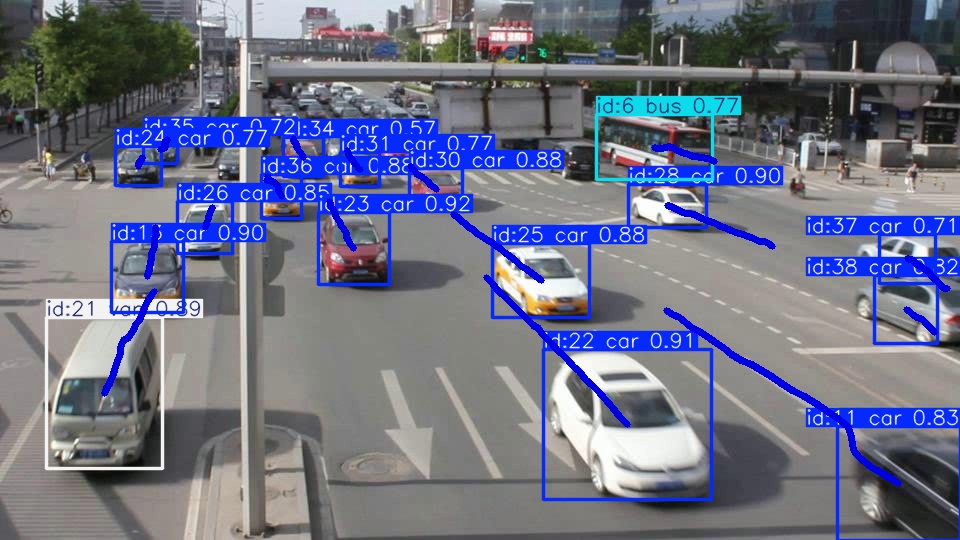 76
id:6 bus 0.77
id:35 car 0.72
id:34 car 0.57
id:24 car 0.77
id:31 car 0.77
id:36 car 0.88
id:30 car 0.88
id:28 car 0.90
id:26 car 0.85
id:23 car 0.92
id:37 car 0.71
car 0.90
id:25 car 0.88
id:38 car 0.82
id:21 van 0.89
id:22 car 0.91
id:11 car 0.83